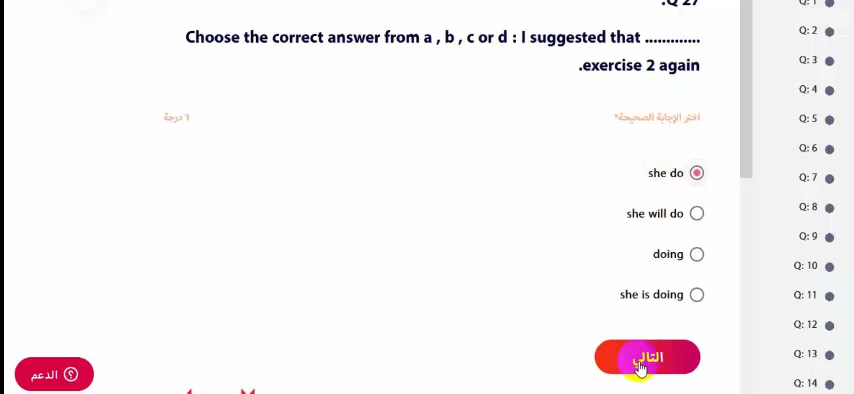 .Q 27
Choose the correct answer from a , b , c or d : I suggested that .............
.exercise 2 again
اختر الإجابة الصحيحة*
1 درجة
she do
she will do
doing
she is doing
التالي
الدعم
Q: 1
Q: 2
Q: 3
Q: 4
Q: 5
Q: 6
Q: 7
Q: 8
Q: 9
Q: 10
Q: 11
Q: 12
Q: 13
Q: 14